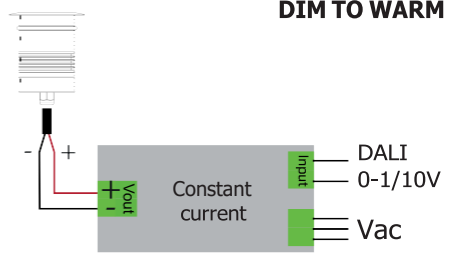 DIM TO WARM
- +
DALI
0-1/10V
Input
Constant
current
+
-
Vout
Vac